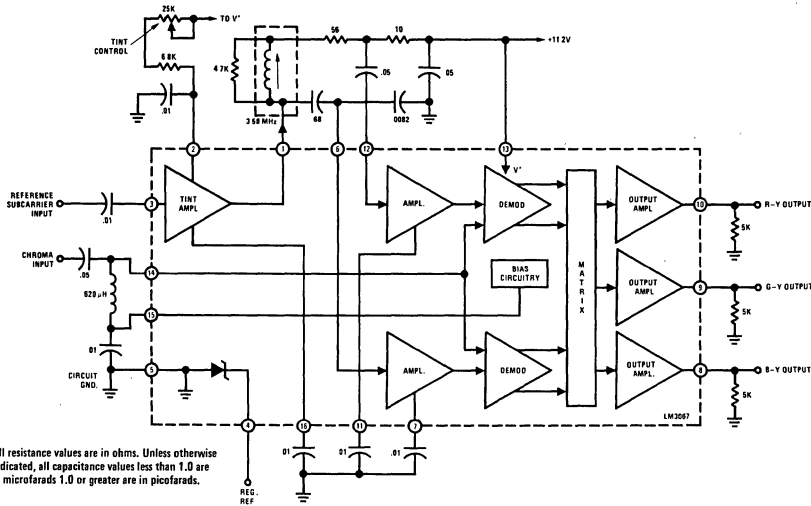 25K
TO V⁺
TINT
CONTROL
6 8K
.01
4 7K
3 58 MHz
56
10
+11 2V
.05
05
68
0082
2
1
6
12
13
V⁺
REFERENCE
SUBCARRIER
INPUT
.01
3
TINT
AMPL
AMPL.
DEMOD
OUTPUT
AMPL
10
R-Y OUTPUT
5K
CHROMA
INPUT
.05
14
620 μH
15
BIAS
CIRCUITRY
MATRIX
OUTPUT
AMPL
9
G-Y OUTPUT
5K
01
CIRCUIT
GND.
5
AMPL.
DEMOD
OUTPUT
AMPL
8
B-Y OUTPUT
5K
LM3067
4
16
11
7
.01
01
.01
REG.
REF
ll resistance values are in ohms. Unless otherwise
dicated, all capacitance values less than 1.0 are
microfarads 1.0 or greater are in picofarads.